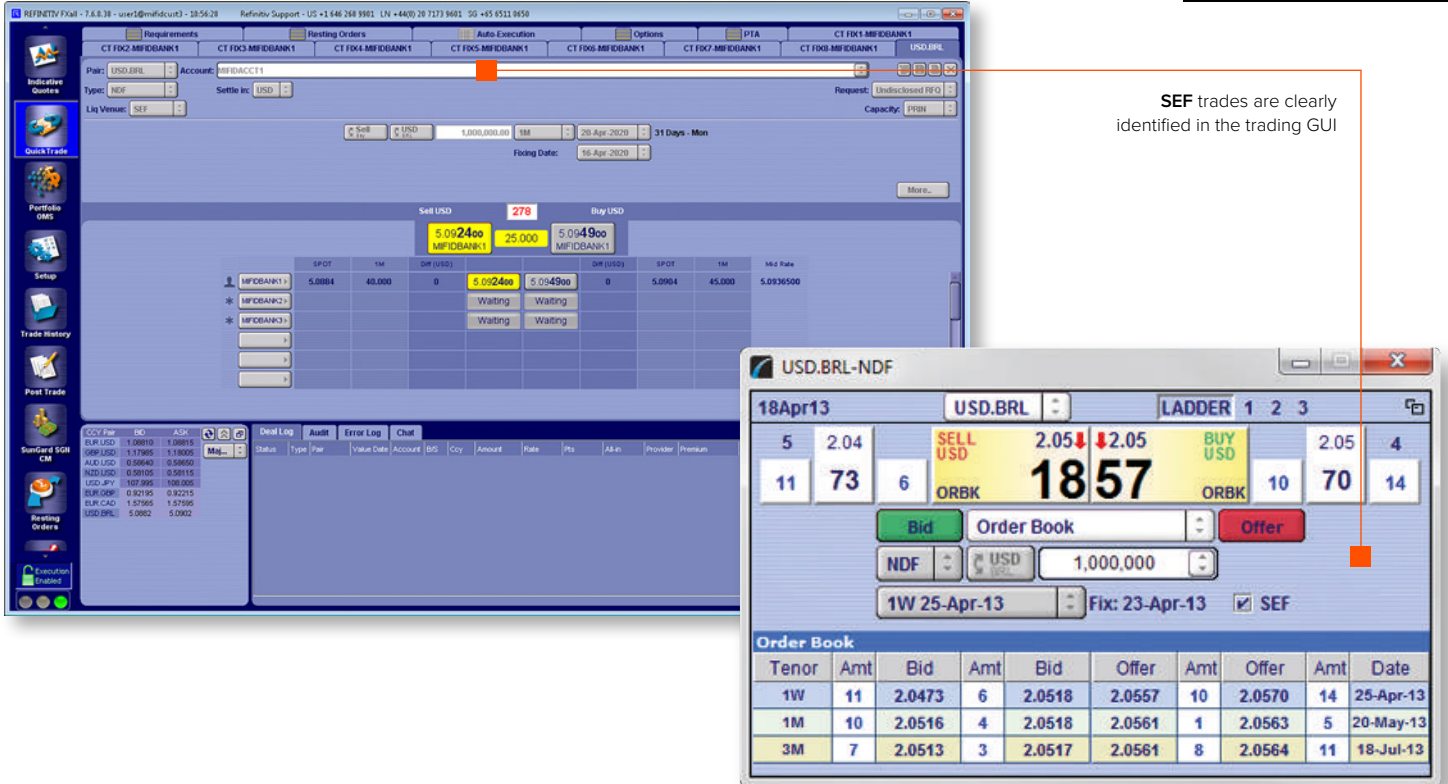 REFINITIV FXall - 7.6.8.38 - user1@mifidcust3 - 10:56:28 Refinitiv Support - US +1 646 268 9981 LN +44(0) 20 7173 9601 SG +65 6511 0650
Requirements Resting Orders Auto-Execution Options PTA CT FIX1-MIFIDBANK1
CT FIX2-MIFIDBANK1 CT FIX3-MIFIDBANK1 CT FIX4-MIFIDBANK1 CT FIX5-MIFIDBANK1 CT FIX6-MIFIDBANK1 CT FIX7-MIFIDBANK1 CT FIX8-MIFIDBANK1 USD.BRL
Pair: USD.BRL Account: MIFIDACCT1
Type: NDF Settle in: USD Request: Undisclosed RFQ
Liq Venue: SEF Capacity: PRIN
Sell USD 1,000,000.00 1M 20-Apr-2020 31 Days - Mon
Fixing Date: 16-Apr-2020
More..
Sell USD 278 Buy USD
5.092400 25.000 5.094900
MIFIDBANK1 MIFIDBANK1
SPOT 1M Diff (USD) Diff (USD) SPOT 1M Mid Rate
MIFIDBANK1 5.0884 40.000 0 5.092400 5.094900 0 5.0904 45.000 5.0936500
MIFIDBANK2 Waiting Waiting
MIFIDBANK3 Waiting Waiting
Indicative
Quotes
QuickTrade
Portfolio
OMS
Setup
Trade History
Post Trade
SunGard SGN
CM
Resting
Orders
Execution
Enabled
CCY Pair BID ASK Maj...
EUR.USD 1.08810 1.08815
GBP.USD 1.17985 1.18005
AUD.USD 0.58640 0.58650
NZD.USD 0.58105 0.58115
USD.JPY 107.995 108.005
EUR.GBP 0.92195 0.92215
EUR.CAD 1.57565 1.57595
USD.BRL 5.0882 5.0902
Deal Log Audit Error Log Chat
Status Type Pair Value Date Account B/S Ccy Amount Rate Pts All-in Provider Premium
SEF trades are clearly
identified in the trading GUI
USD.BRL-NDF
18Apr13 USD.BRL LADDER 1 2 3
5 2.04 SELL USD 2.05 2.05 BUY USD 2.05 4
11 73 6 ORBK 18 57 ORBK 10 70 14
Bid Order Book Offer
NDF USD BRL 1,000,000
1W 25-Apr-13 Fix: 23-Apr-13 SEF
Order Book
Tenor Amt Bid Amt Bid Offer Amt Offer Amt Date
1W 11 2.0473 6 2.0518 2.0557 10 2.0570 14 25-Apr-13
1M 10 2.0516 4 2.0518 2.0561 1 2.0563 5 20-May-13
3M 7 2.0513 3 2.0517 2.0561 8 2.0564 11 18-Jul-13